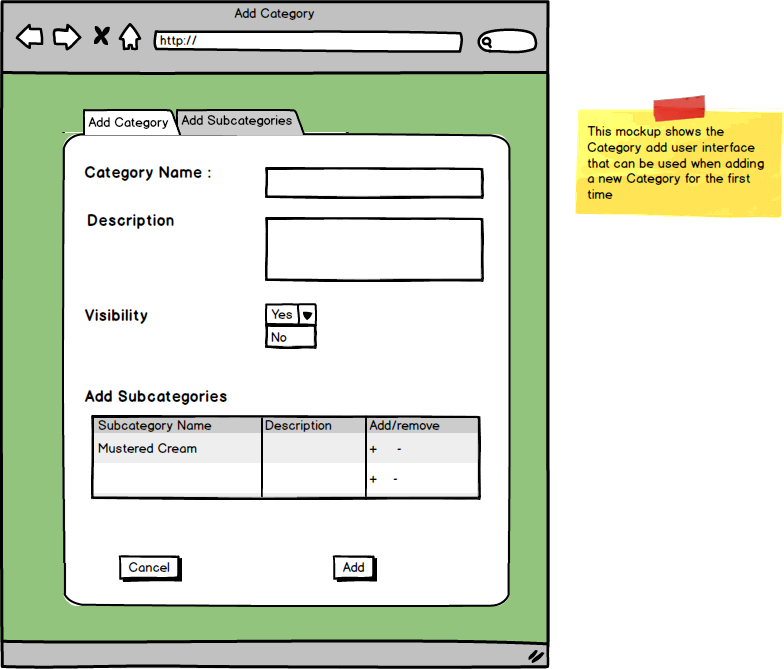 Add Category
http://
Add Category
Add Subcategories
Category Name :
Description
Visibility
Yes
No
Add Subcategories
Subcategory Name Description Add/remove
Mustered Cream + -
+ -
Cancel Add
This mockup shows the
Category add user interface
that can be used when adding
a new Category for the first
time